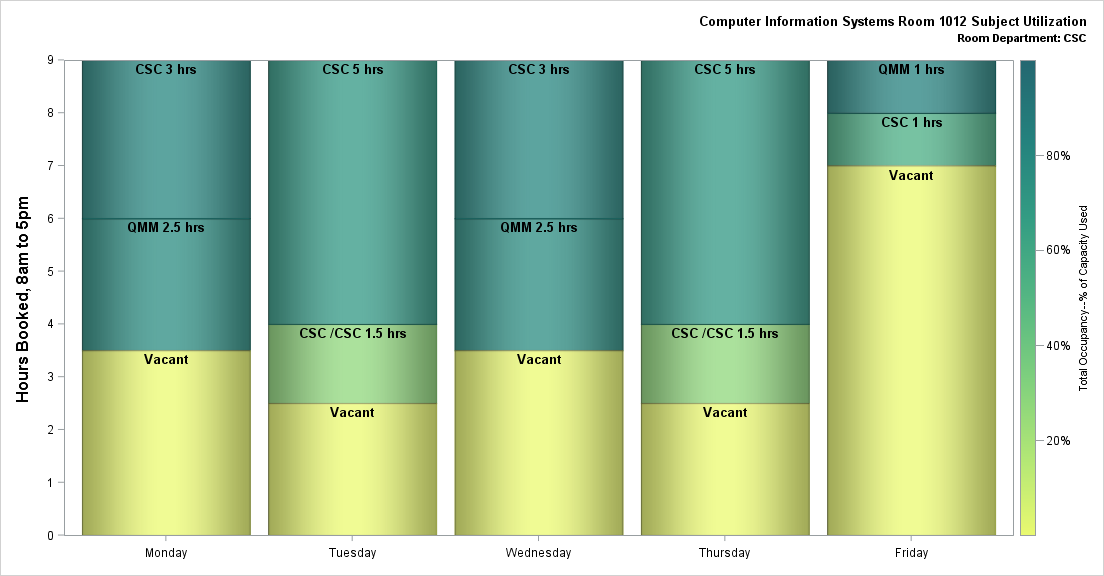 Computer Information Systems Room 1012 Subject Utilization
Room Department: CSC
Hours Booked, 8am to 5pm
9
8
7
6
5
4
3
2
1
0
CSC 3 hrs
QMM 2.5 hrs
Vacant
CSC 5 hrs
CSC /CSC 1.5 hrs
Vacant
CSC 3 hrs
QMM 2.5 hrs
Vacant
CSC 5 hrs
CSC /CSC 1.5 hrs
Vacant
QMM 1 hrs
CSC 1 hrs
Vacant
Monday
Tuesday
Wednesday
Thursday
Friday
80%
60%
40%
20%
Total Occupancy--% of Capacity Used